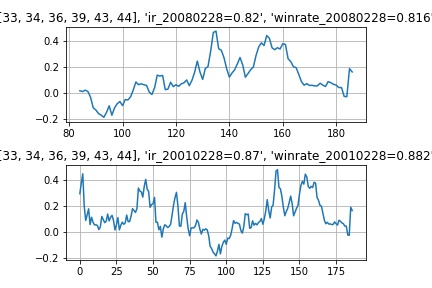 [33, 34, 36, 39, 43, 44], 'ir_20080228=0.82', 'winrate_20080228=0.816'
0.4
0.2
0.0
−0.2
80 100 120 140 160 180
[33, 34, 36, 39, 43, 44], 'ir_20010228=0.87', 'winrate_20010228=0.882'
0.4
0.2
0.0
−0.2
0 25 50 75 100 125 150 175